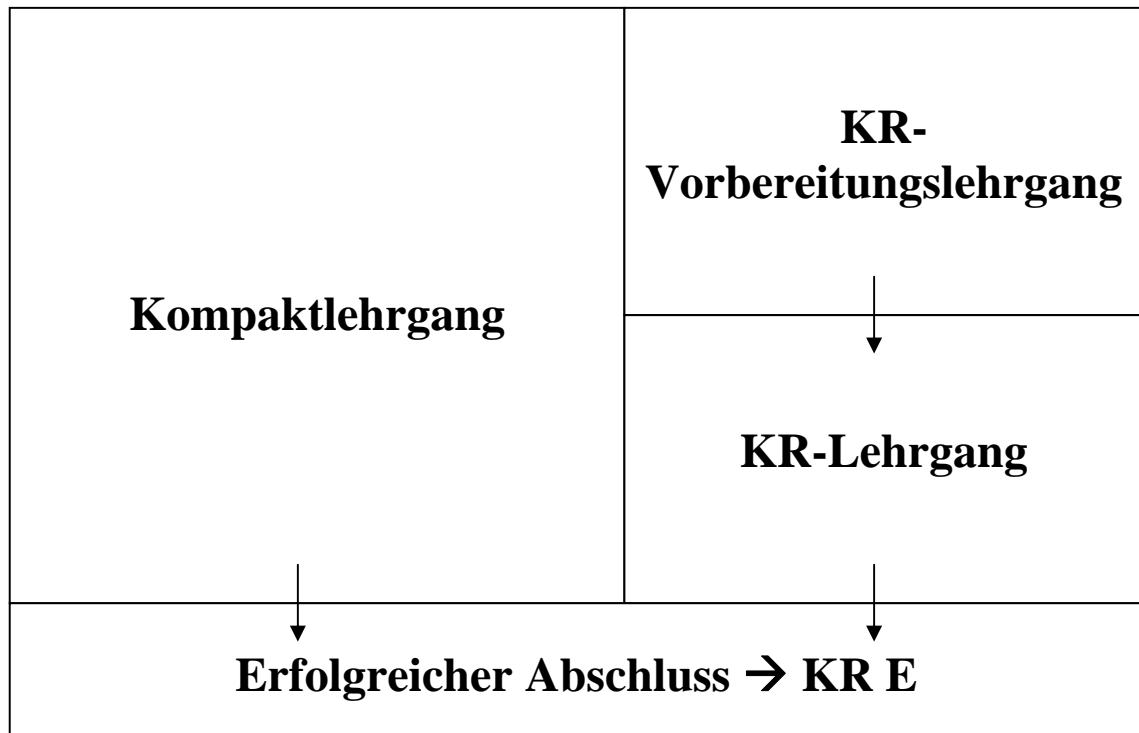 KR-
Vorbereitungslehrgang
Kompaktlehrgang
KR-Lehrgang
Erfolgreicher Abschluss → KR E